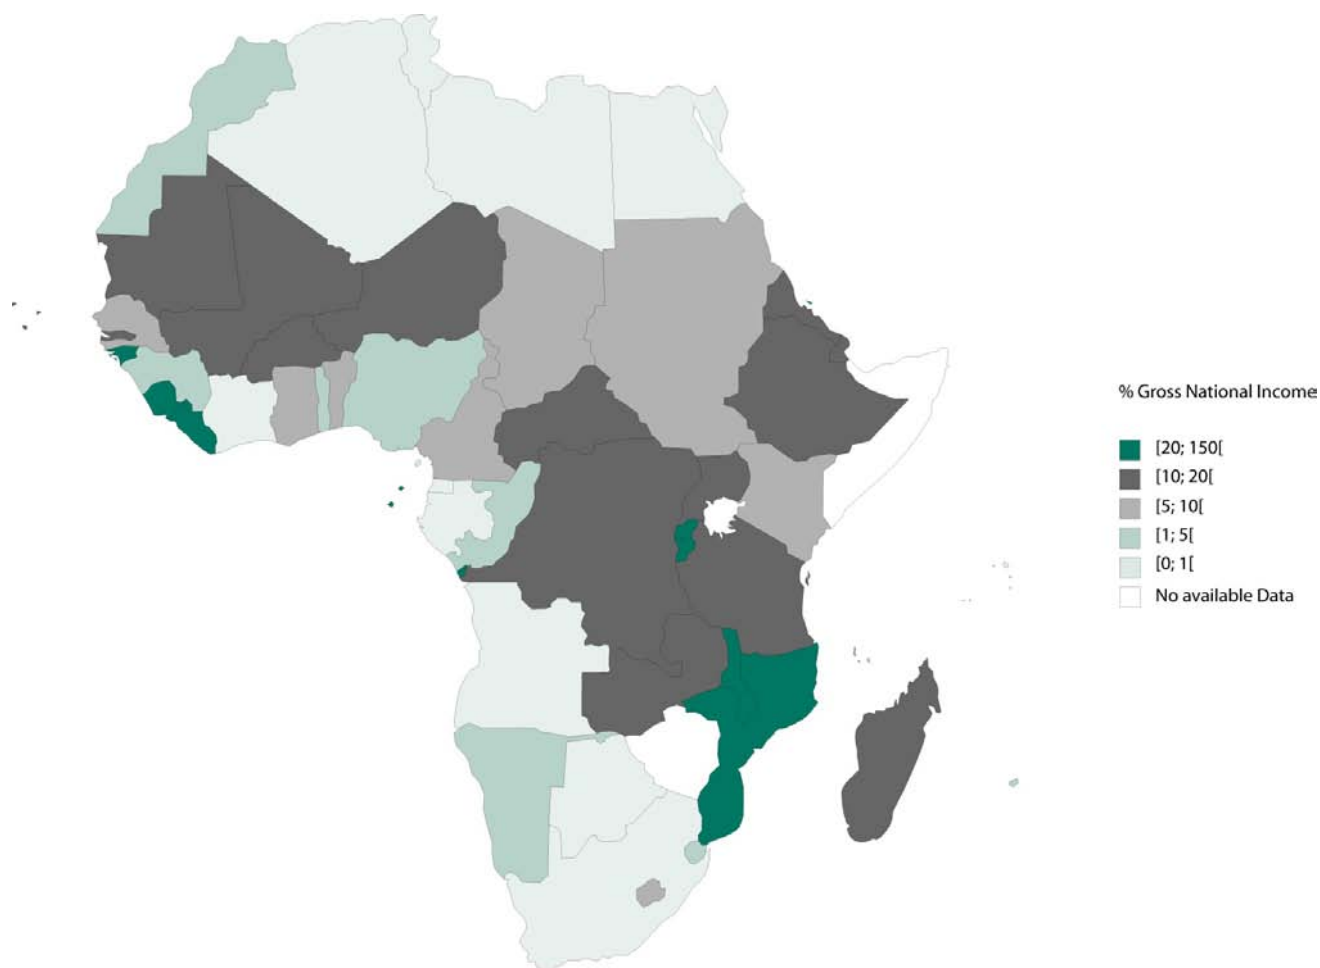 % Gross National Income
[20; 150[
[10; 20[
[5; 10[
[1; 5[
[0; 1[
No available Data